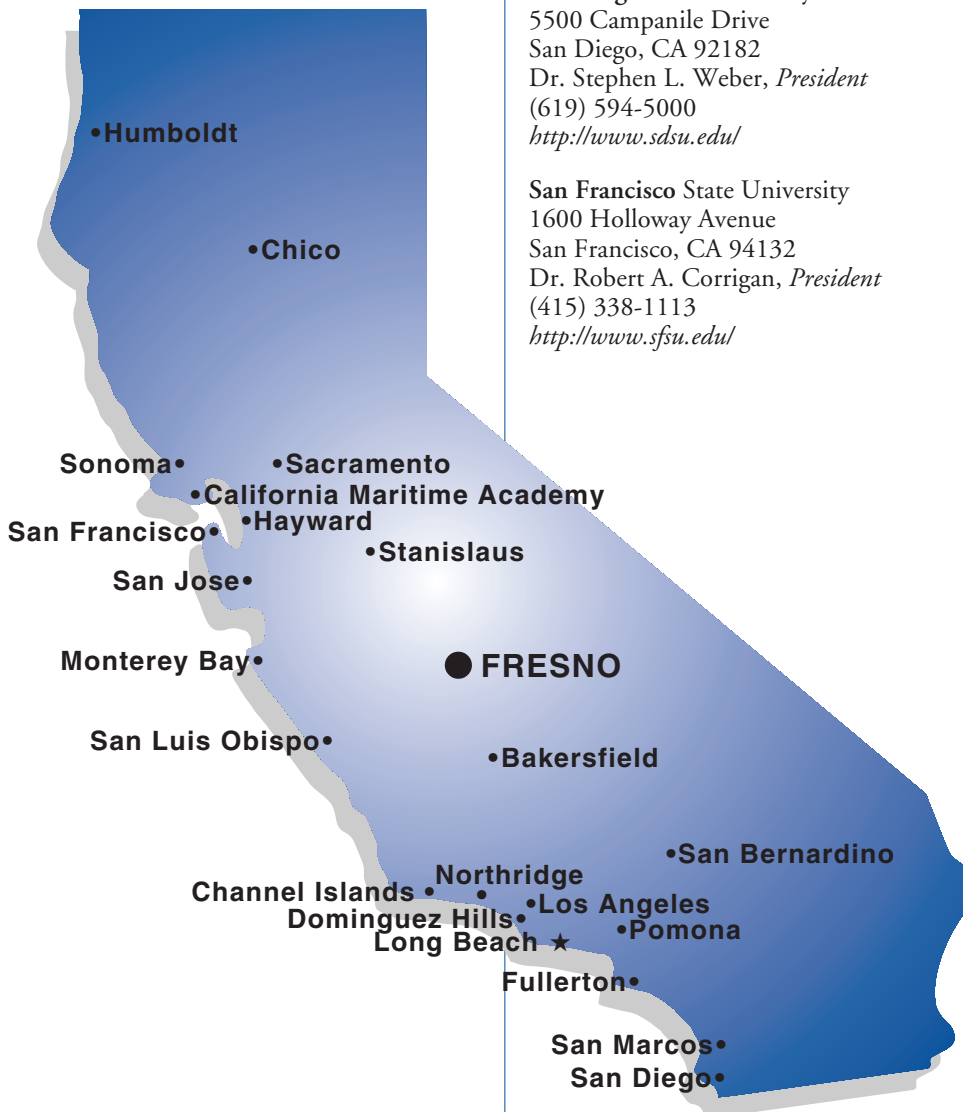 5500 Campanile Drive
San Diego, CA 92182
Dr. Stephen L. Weber, President
(619) 594-5000
http://www.sdsu.edu/
San Francisco State University
1600 Holloway Avenue
San Francisco, CA 94132
Dr. Robert A. Corrigan, President
(415) 338-1113
http://www.sfsu.edu/
•Humboldt
•Chico
Sonoma•
•Sacramento
•California Maritime Academy
•Hayward
San Francisco•
•Stanislaus
San Jose•
Monterey Bay•
● FRESNO
San Luis Obispo•
•Bakersfield
•San Bernardino
Northridge
•
Channel Islands •
•Los Angeles
Dominguez Hills•
•Pomona
Long Beach ★
Fullerton•
San Marcos•
San Diego•